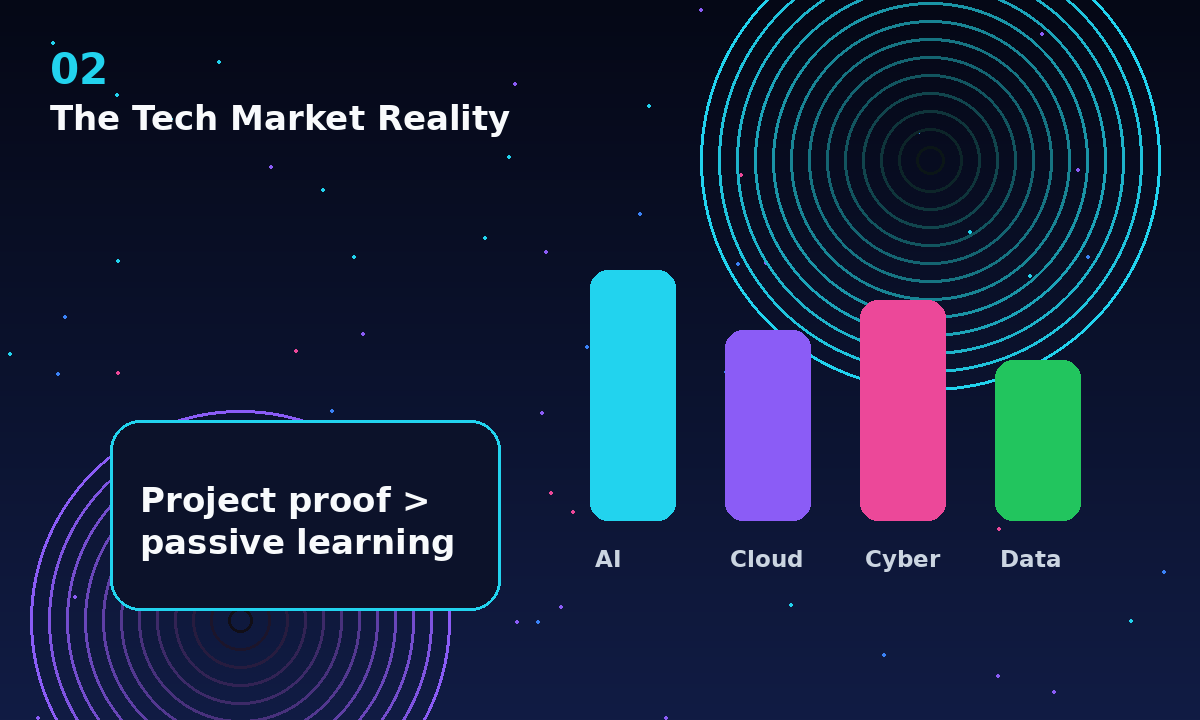 02
The Tech Market Reality
Project proof >
passive learning
AI
Cloud
Cyber
Data